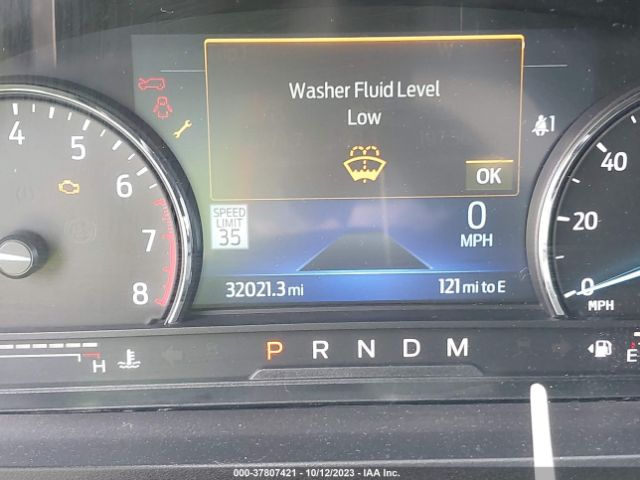 Washer Fluid Level
Low
OK
4
5
6
7
8
SPEED
LIMIT
35
0
MPH
1
40
20
0
MPH
32021.3 mi
121 mi to E
H
P R N D M
E
000-37807421 - 10/12/2023 - IAA Inc.